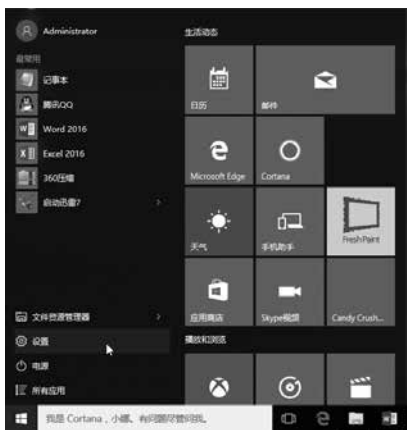 Administrator
最常用
记事本
腾讯QQ
Word 2016
Excel 2016
360压缩
启动迅雷7
文件资源管理器
设置
电源
所有应用
生活动态
日历
邮件
Microsoft Edge
Cortana
天气
手机助手
Fresh Paint
应用商店
Skype视频
Candy Crush...
播放和浏览
我是 Cortana，小娜。有问题尽管问我。